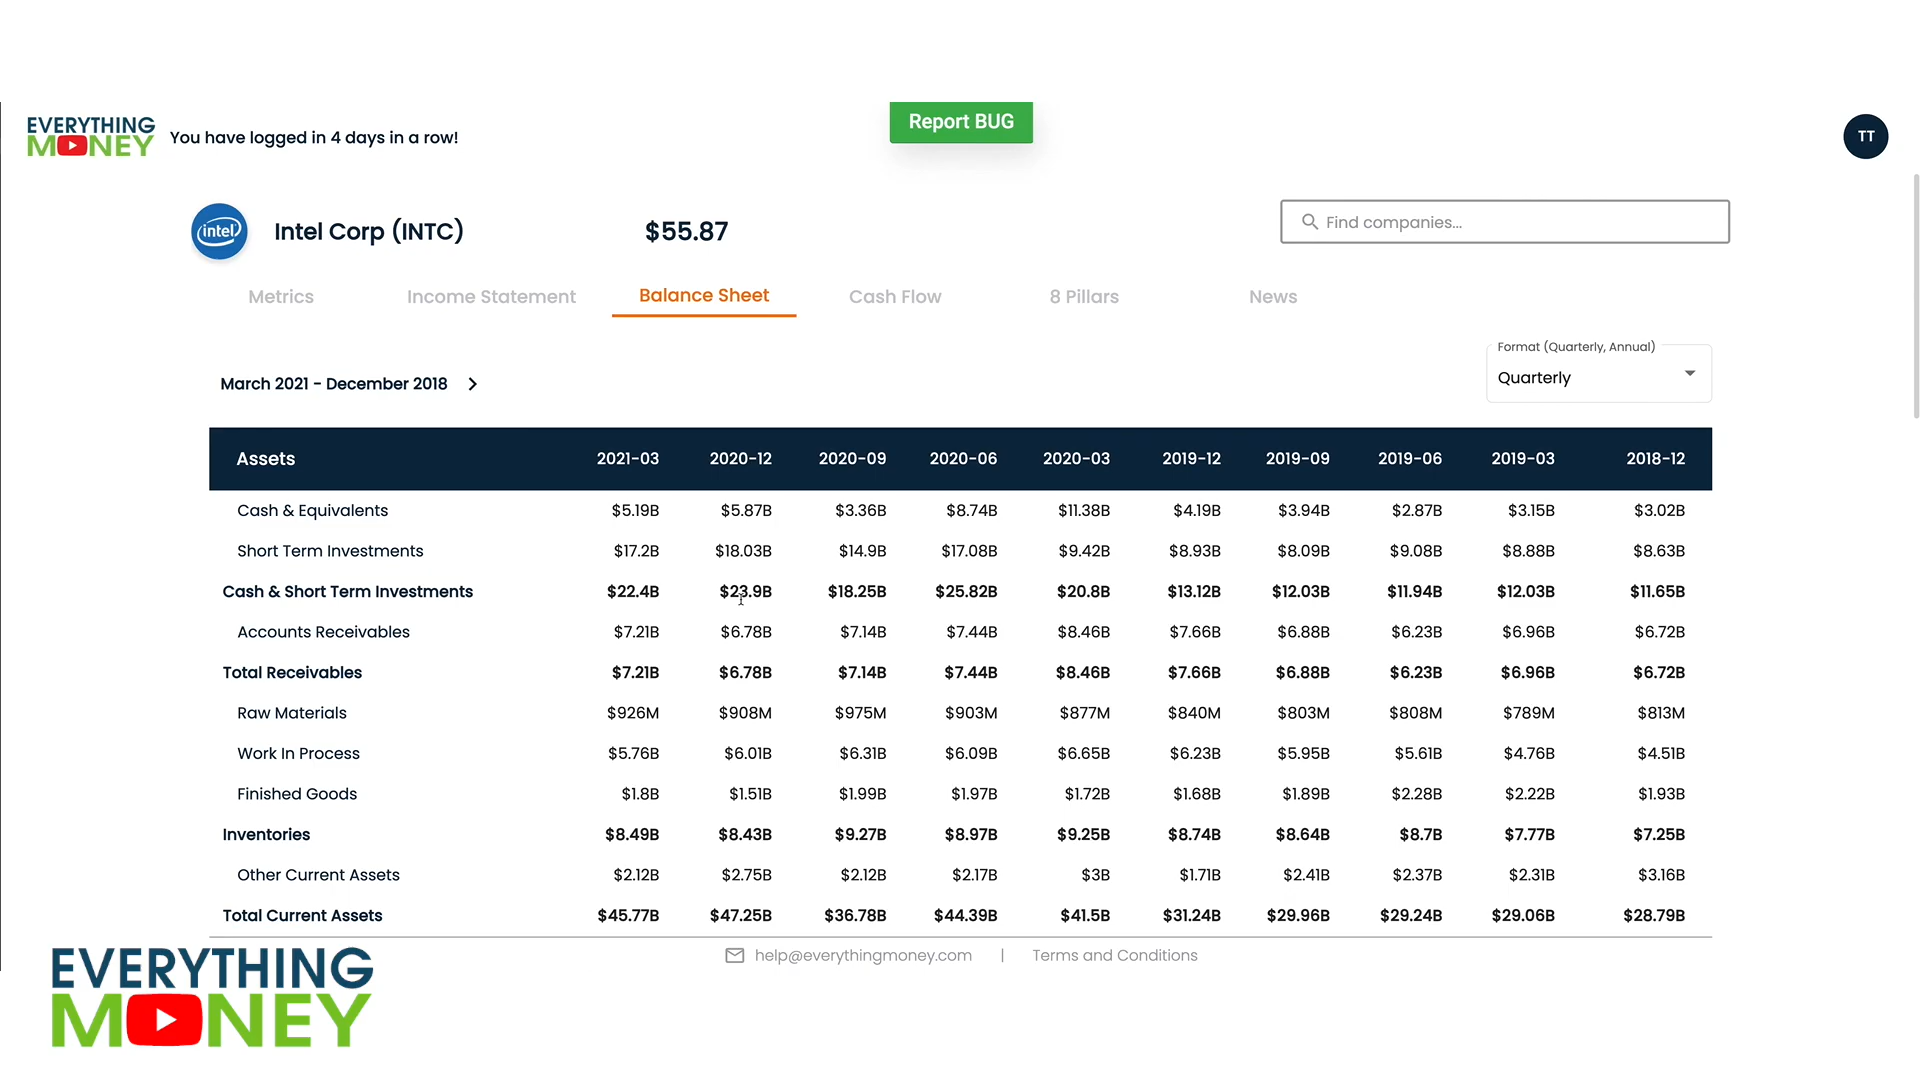 EVERYTHING
MONEY
You have logged in 4 days in a row!
Report BUG
TT
intel
Intel Corp (INTC)
$55.87
Find companies...
Metrics Income Statement Balance Sheet Cash Flow 8 Pillars News
Format (Quarterly, Annual)
Quarterly
March 2021 - December 2018
Assets 2021-03 2020-12 2020-09 2020-06 2020-03 2019-12 2019-09 2019-06 2019-03 2018-12
Cash & Equivalents $5.19B $5.87B $3.36B $8.74B $11.38B $4.19B $3.94B $2.87B $3.15B $3.02B
Short Term Investments $17.2B $18.03B $14.9B $17.08B $9.42B $8.93B $8.09B $9.08B $8.88B $8.63B
Cash & Short Term Investments $22.4B $23.9B $18.25B $25.82B $20.8B $13.12B $12.03B $11.94B $12.03B $11.65B
Accounts Receivables $7.21B $6.78B $7.14B $7.44B $8.46B $7.66B $6.88B $6.23B $6.96B $6.72B
Total Receivables $7.21B $6.78B $7.14B $7.44B $8.46B $7.66B $6.88B $6.23B $6.96B $6.72B
Raw Materials $926M $908M $975M $903M $877M $840M $803M $808M $789M $813M
Work In Process $5.76B $6.01B $6.31B $6.09B $6.65B $6.23B $5.95B $5.61B $4.76B $4.51B
Finished Goods $1.8B $1.51B $1.99B $1.97B $1.72B $1.68B $1.89B $2.28B $2.22B $1.93B
Inventories $8.49B $8.43B $9.27B $8.97B $9.25B $8.74B $8.64B $8.7B $7.77B $7.25B
Other Current Assets $2.12B $2.75B $2.12B $2.17B $3B $1.71B $2.41B $2.37B $2.31B $3.16B
Total Current Assets $45.77B $47.25B $36.78B $44.39B $41.5B $31.24B $29.96B $29.24B $29.06B $28.79B
help@everythingmoney.com | Terms and Conditions
EVERYTHING
MONEY